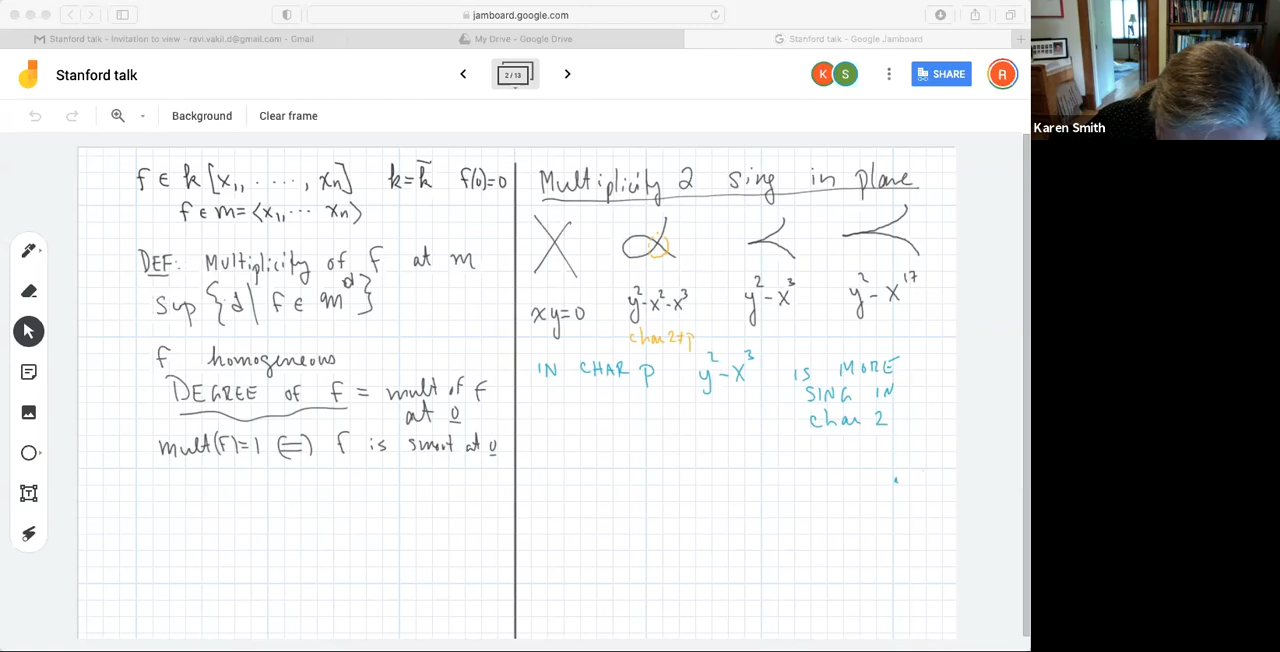 jamboard.google.com
Stanford talk - Invitation to view - ravi.vakil.d@gmail.com - Gmail
My Drive - Google Drive
Stanford talk - Google Jamboard
Stanford talk
2 / 13
K
S
SHARE
R
Background
Clear frame
Karen Smith
f ∈ k [x₁, ...., xn] k = k̄ f(0)=0
f ∈ m = <x₁, ... xn>
DEF: Multiplicity of f at m
Sup {d | f ∈ m^d}
f homogeneous
DEGREE of f = mult of f
at 0
mult(F)=1 ⟺ f is smoot at 0
Multiplicity 2 sing in plane
xy=0 y²-x²-x³ y²-x³ y²-x¹⁷
char 2≠p
IN CHAR p y²-x³ IS MORE
SING IN
char 2